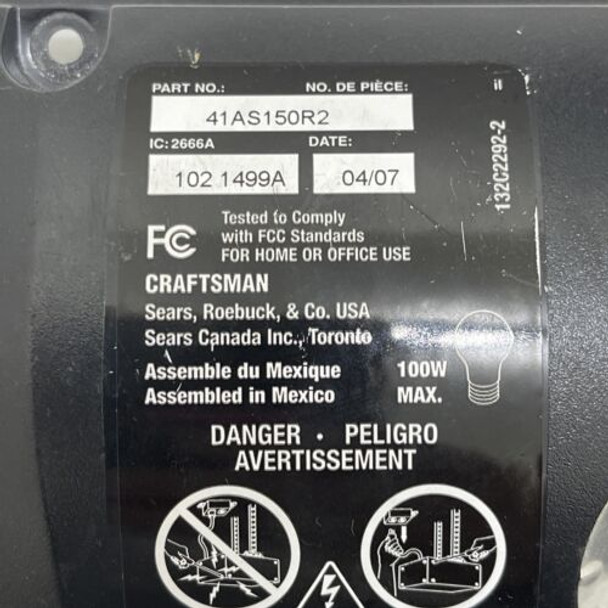 PART NO.: NO. DE PIÈCE:
41AS150R2
IC: 2666A DATE:
102 1499A 04/07
FC Tested to Comply
with FCC Standards
FOR HOME OR OFFICE USE
CRAFTSMAN
Sears, Roebuck, & Co. USA
Sears Canada Inc., Toronto
Assemble du Mexique 100W
Assembled in Mexico MAX.
DANGER · PELIGRO
AVERTISSEMENT
132C2292-2